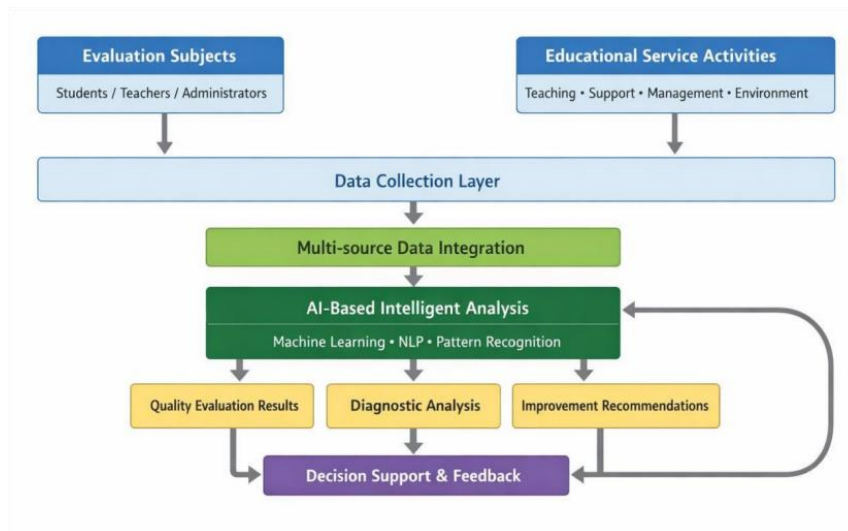 Evaluation Subjects
Students / Teachers / Administrators
Educational Service Activities
Teaching • Support • Management • Environment
Data Collection Layer
Multi-source Data Integration
AI-Based Intelligent Analysis
Machine Learning • NLP • Pattern Recognition
Quality Evaluation Results
Diagnostic Analysis
Improvement Recommendations
Decision Support & Feedback